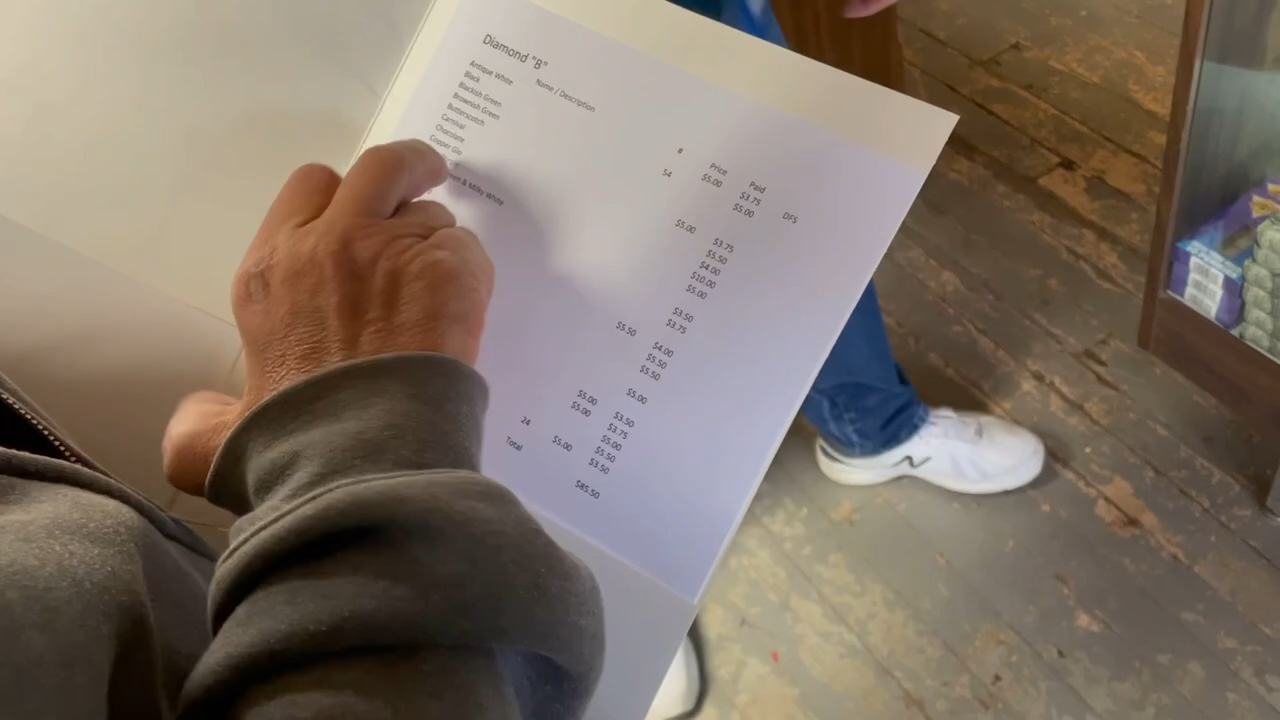 Diamond "B"
Name / Description # Price Paid
Antique White 54 $5.00 $3.75 DFS
Black $5.00
Blackish Green
Brownish Green $5.00 $3.75
Butterscotch $5.50
Carnival $4.00
Chocolate $10.00
Copper Glo $5.00
& Milky White
$3.50
$3.75
$5.50 $4.00
$5.50
$5.50
$5.00
$5.00 $3.50
$5.00 $3.75
$5.00
24 $5.00 $5.50
$3.50
Total $85.50